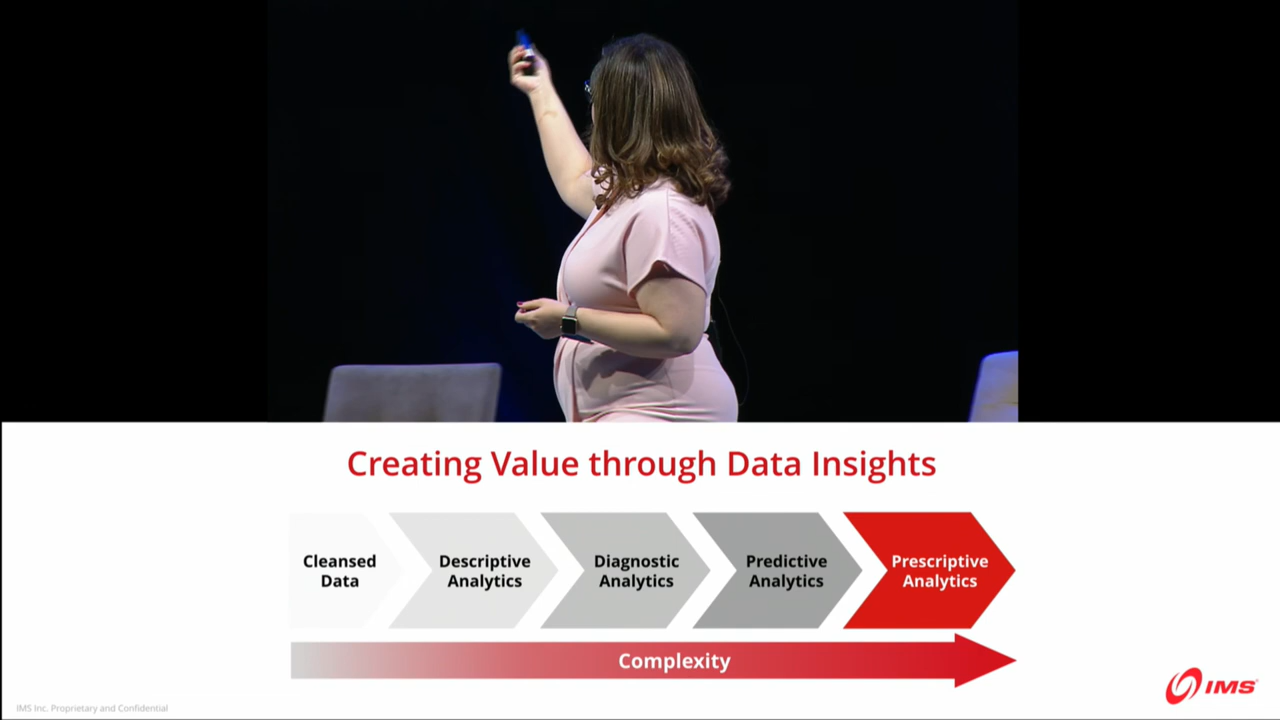 Creating Value through Data Insights
Cleansed
Data
Descriptive
Analytics
Diagnostic
Analytics
Predictive
Analytics
Prescriptive
Analytics
Complexity
IMS Inc. Proprietary and Confidential
IMS